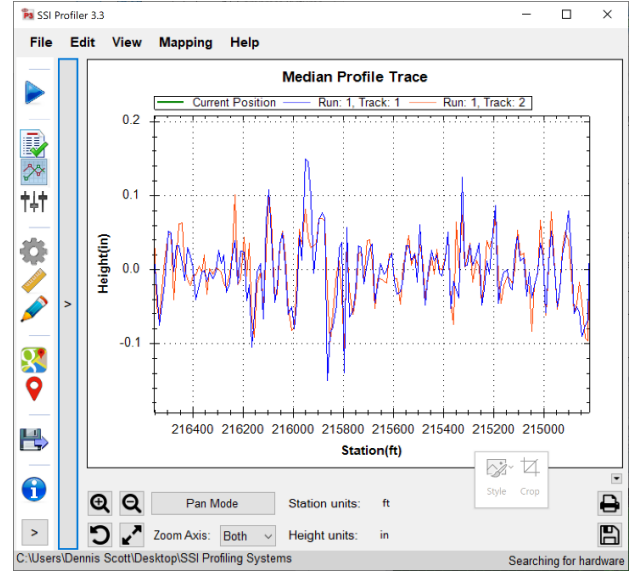 PS SSI Profiler 3.3
File Edit View Mapping Help
Median Profile Trace
Current Position Run: 1, Track: 1 Run: 1, Track: 2
Height(in)
0.2
0.1
0.0
-0.1
216400 216200 216000 215800 215600 215400 215200 215000
Station(ft)
>
>
Style Crop
Pan Mode Station units: ft
Zoom Axis: Both Height units: in
C:\Users\Dennis Scott\Desktop\SSI Profiling Systems Searching for hardware